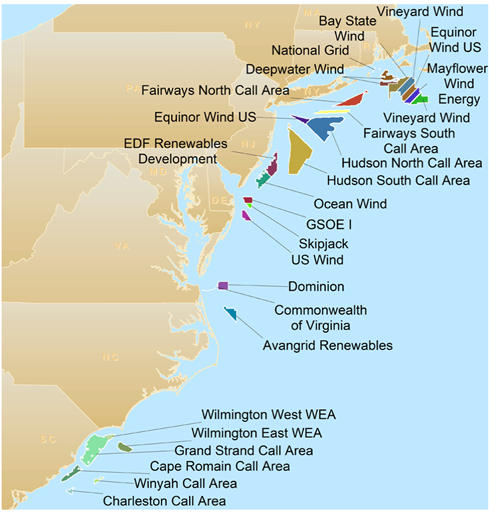 Vineyard Wind
Bay State
Wind
Equinor
Wind US
National Grid
Deepwater Wind
Mayflower
Wind
Energy
Fairways North Call Area
Vineyard Wind
Equinor Wind US
Fairways South
Call Area
EDF Renewables
Development
Hudson North Call Area
Hudson South Call Area
Ocean Wind
GSOE I
Skipjack
US Wind
Dominion
Commonwealth
of Virginia
Avangrid Renewables
Wilmington West WEA
Wilmington East WEA
Grand Strand Call Area
Cape Romain Call Area
Winyah Call Area
Charleston Call Area
NY
MA
PA
NJ
MD
DE
VA
NC
SC